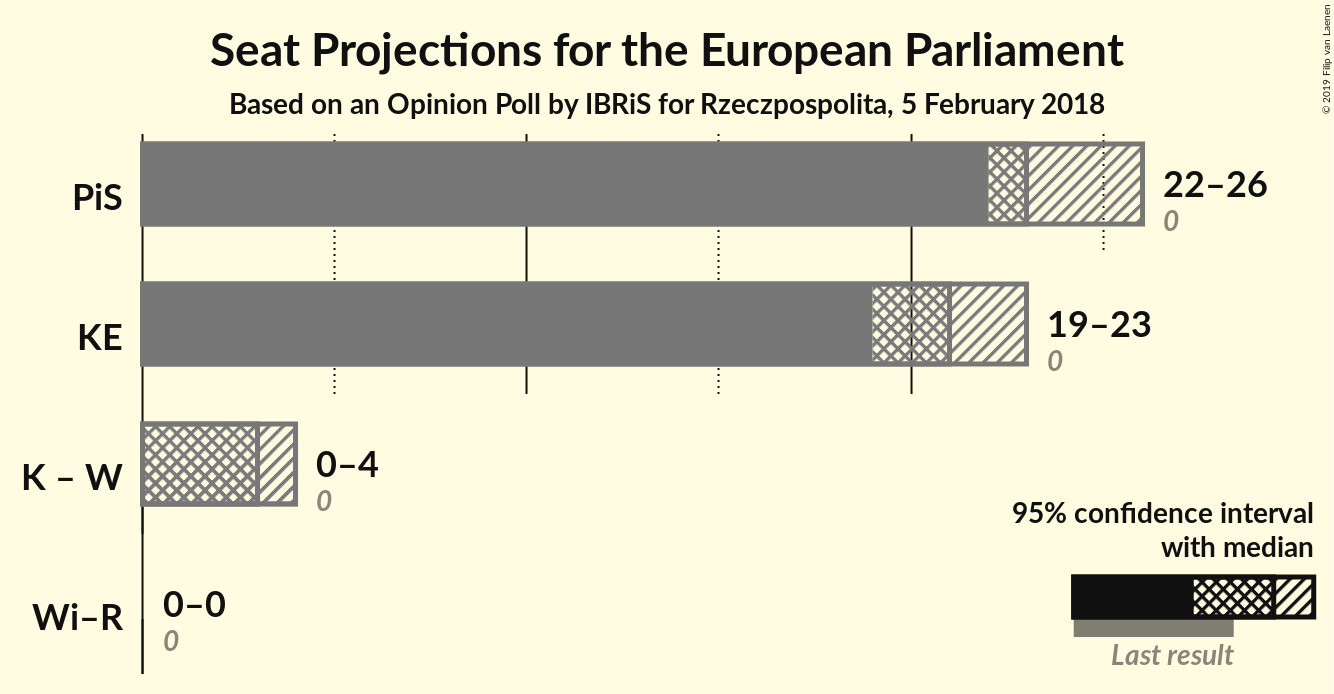 Seat Projections for the European Parliament
Based on an Opinion Poll by IBRiS for Rzeczpospolita, 5 February 2018
© 2019 Filip van Laenen
PiS
22–26
0
KE
19–23
0
K – W
0–4
0
Wi–R
0–0
0
95% confidence interval
with median
Last result